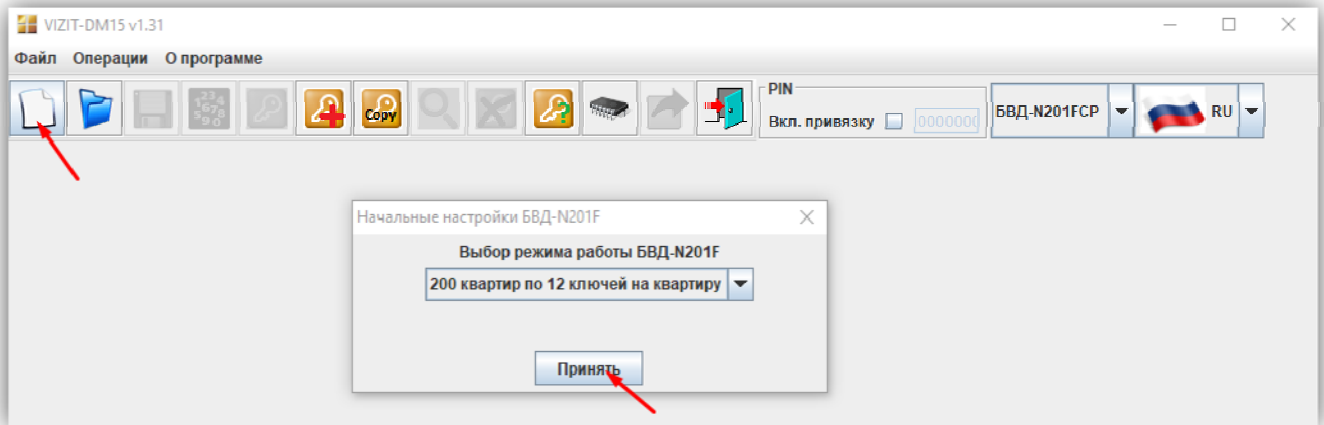 VIZIT-DM15 v1.31
Файл Операции О программе
Copy
PIN
Вкл. привязку 0000000
БВД-N201FCP
RU
Начальные настройки БВД-N201F
Выбор режима работы БВД-N201F
200 квартир по 12 ключей на квартиру
Принять